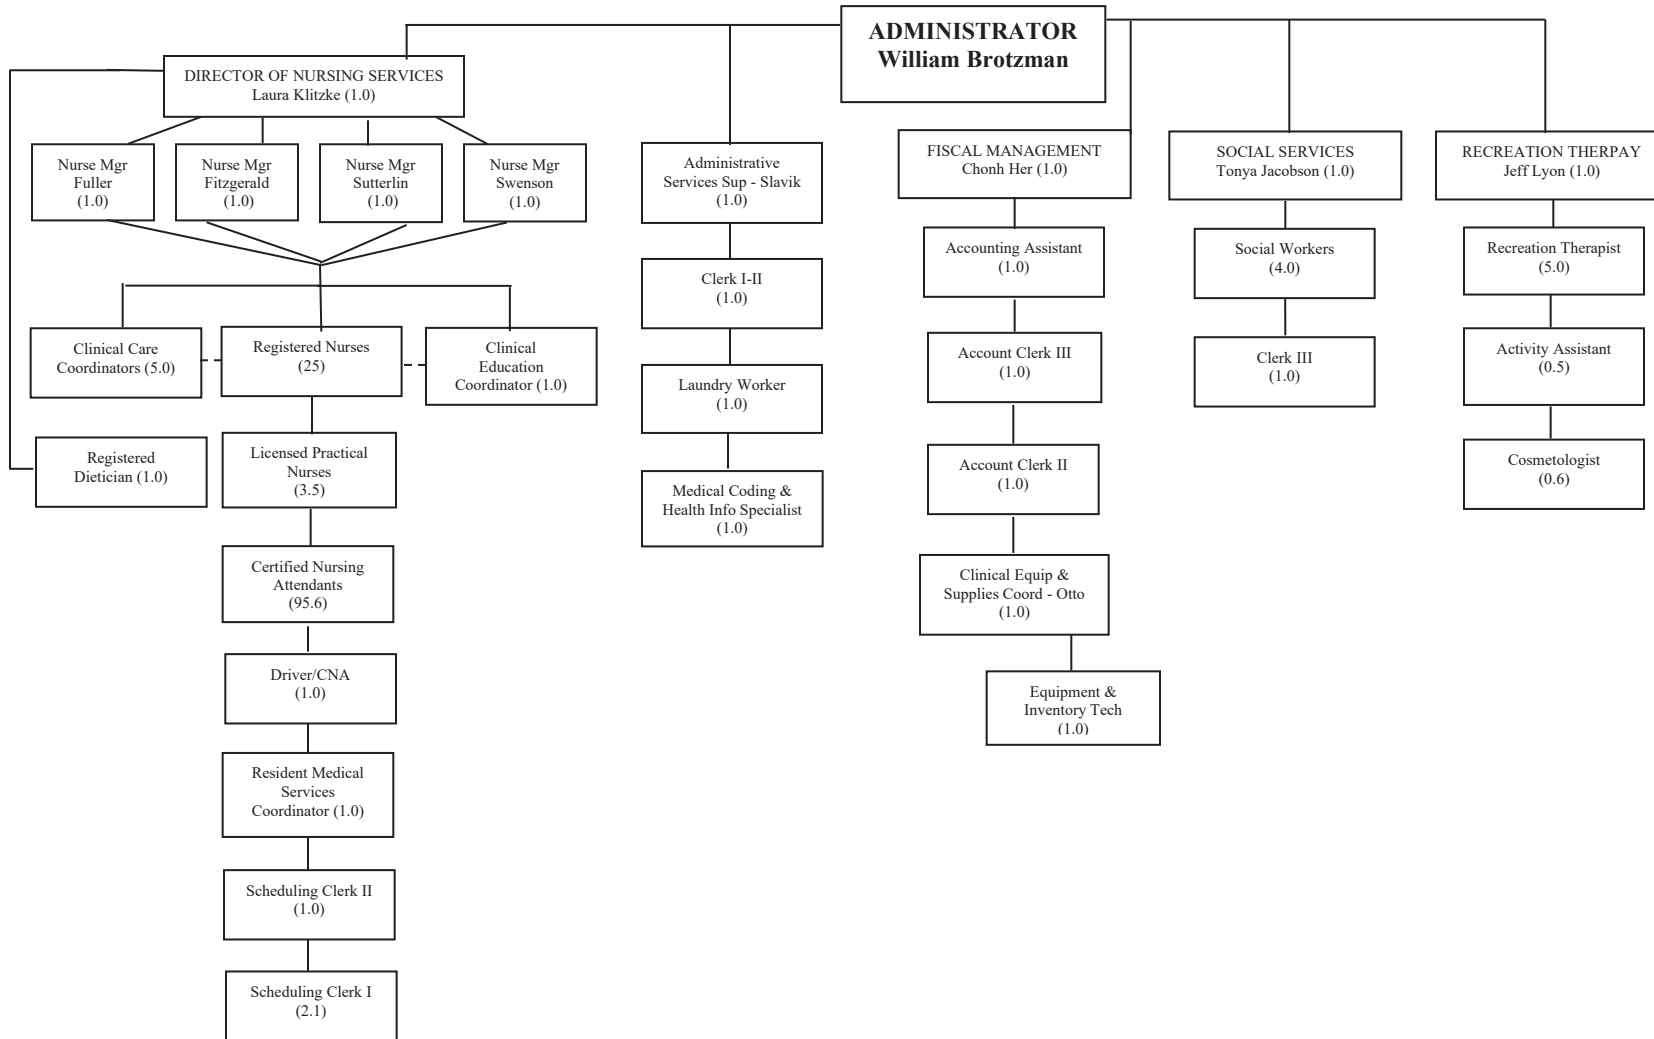 ADMINISTRATOR
William Brotzman
DIRECTOR OF NURSING SERVICES
Laura Klitzke (1.0)
Nurse Mgr
Fuller
(1.0)
Nurse Mgr
Fitzgerald
(1.0)
Nurse Mgr
Sutterlin
(1.0)
Nurse Mgr
Swenson
(1.0)
Clinical Care
Coordinators (5.0)
Registered Nurses
(25)
Clinical
Education
Coordinator (1.0)
Registered
Dietician (1.0)
Licensed Practical
Nurses
(3.5)
Certified Nursing
Attendants
(95.6)
Driver/CNA
(1.0)
Resident Medical
Services
Coordinator (1.0)
Scheduling Clerk II
(1.0)
Scheduling Clerk I
(2.1)
Administrative
Services Sup - Slavik
(1.0)
Clerk I-II
(1.0)
Laundry Worker
(1.0)
Medical Coding &
Health Info Specialist
(1.0)
FISCAL MANAGEMENT
Chonh Her (1.0)
Accounting Assistant
(1.0)
Account Clerk III
(1.0)
Account Clerk II
(1.0)
Clinical Equip &
Supplies Coord - Otto
(1.0)
Equipment &
Inventory Tech
(1.0)
SOCIAL SERVICES
Tonya Jacobson (1.0)
Social Workers
(4.0)
Clerk III
(1.0)
RECREATION THERPAY
Jeff Lyon (1.0)
Recreation Therapist
(5.0)
Activity Assistant
(0.5)
Cosmetologist
(0.6)